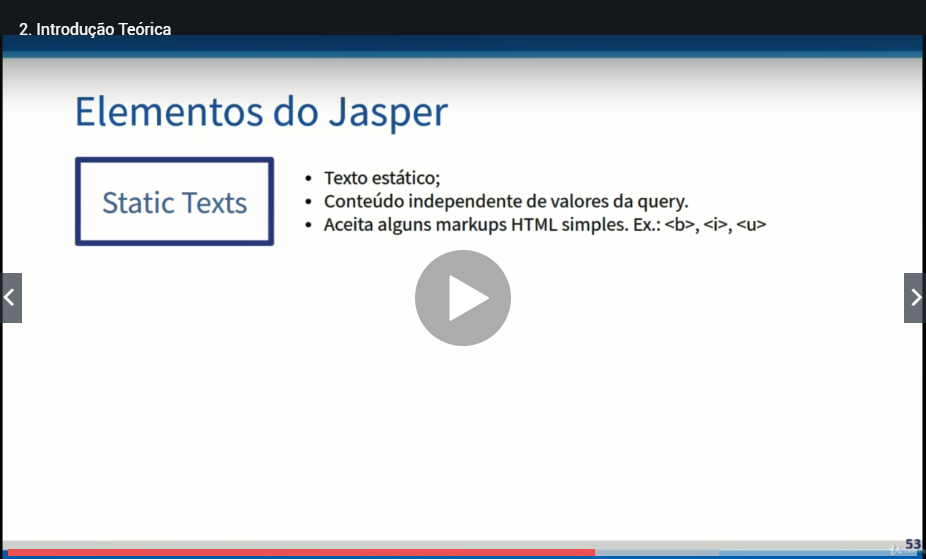 2. Introdução Teórica
Elementos do Jasper
Static Texts
• Texto estático;
• Conteúdo independente de valores da query.
• Aceita alguns markups HTML simples. Ex.: <b>, <i>, <u>
53